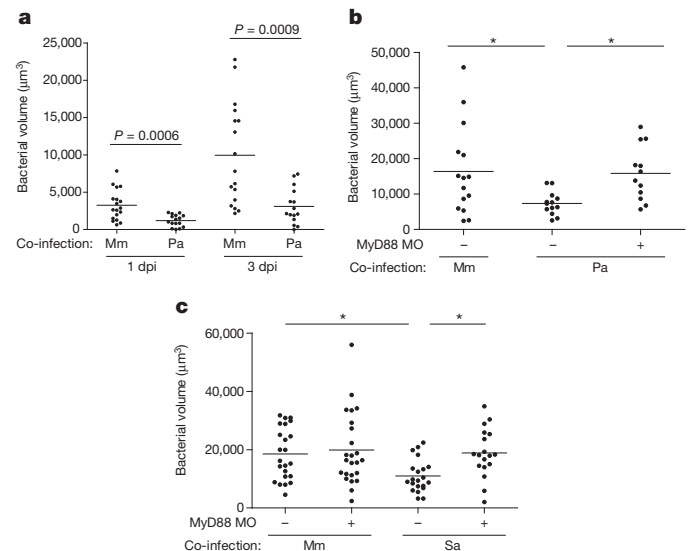 a
Bacterial volume (μm³)
25,000
20,000
15,000
10,000
5,000
0
P = 0.0006
P = 0.0009
Co-infection: Mm Pa Mm Pa
1 dpi 3 dpi
b
Bacterial volume (μm³)
50,000
40,000
30,000
20,000
10,000
0
* *
MyD88 MO – – +
Co-infection: Mm Pa
c
Bacterial volume (μm³)
60,000
40,000
20,000
0
* *
MyD88 MO – + – +
Co-infection: Mm Sa